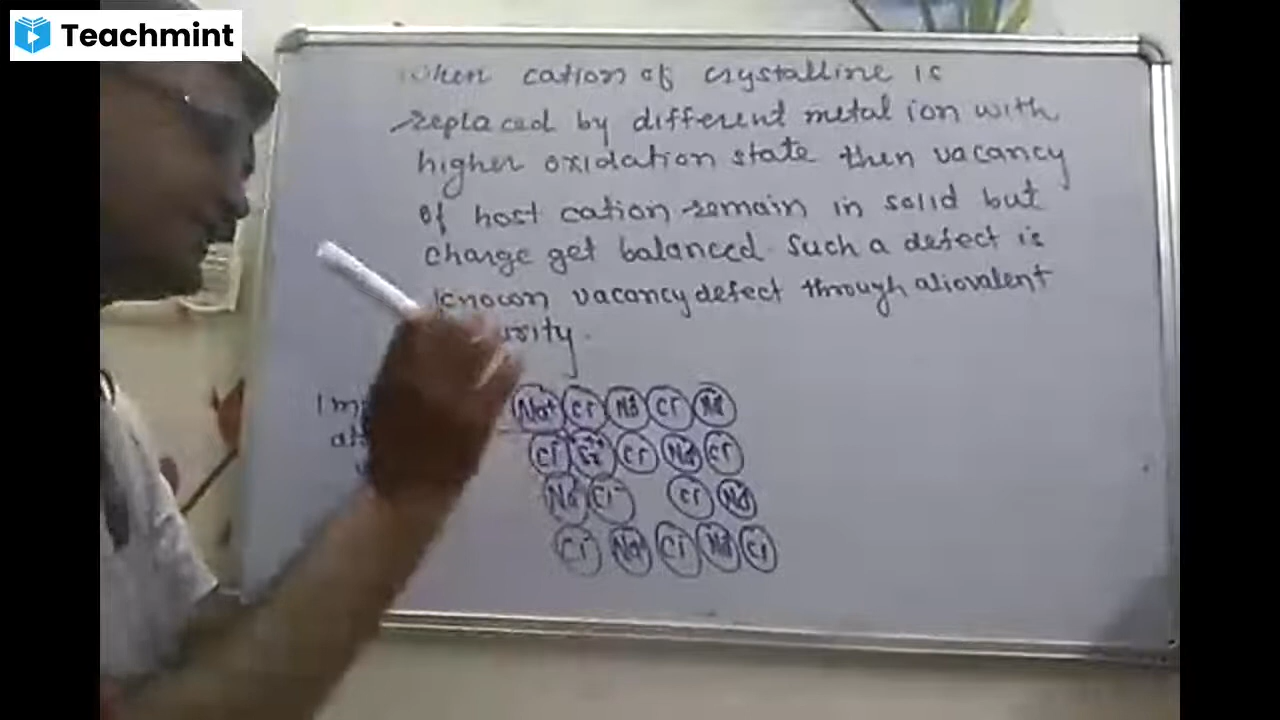 Teachmint
When cation of crystalline is
replaced by different metal ion with
higher oxidation state then vacancy
of host cation remain in solid but
charge get balanced. Such a defect is
known vacancy defect through aliovalent
Na+ Cl- Na+ Cl- Na+
Cl- Sr2+ Cl- Na+ Cl-
Na+ Cl- Cl- Na+
Cl- Na+ Cl- Na+ Cl-